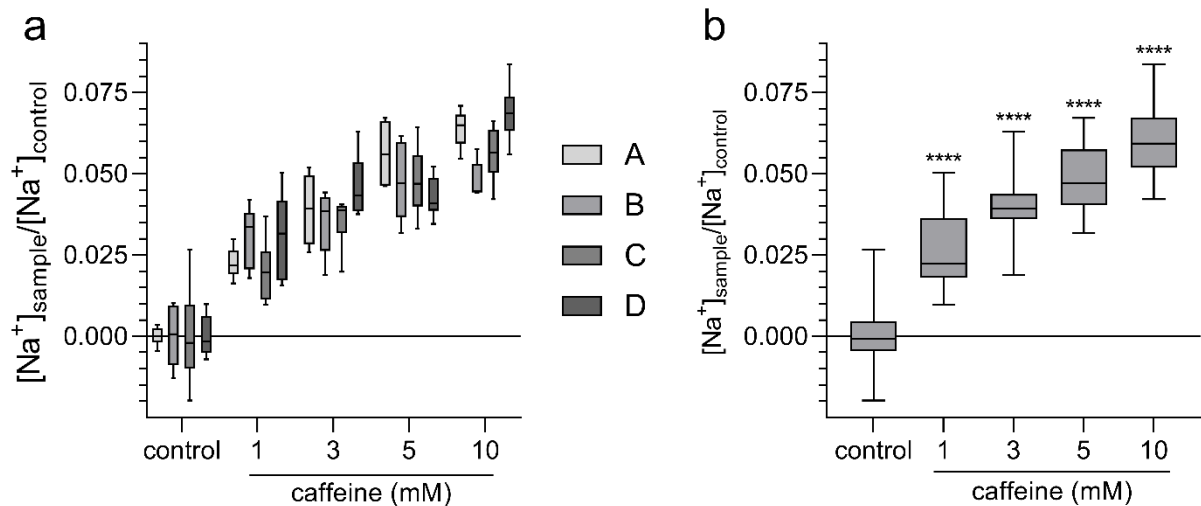 a
[Na⁺]sample/[Na⁺]control
0.075
0.050
0.025
0.000
control 1 3 5 10
caffeine (mM)
A
B
C
D
b
[Na⁺]sample/[Na⁺]control
0.075
0.050
0.025
0.000
****
****
****
****
control 1 3 5 10
caffeine (mM)